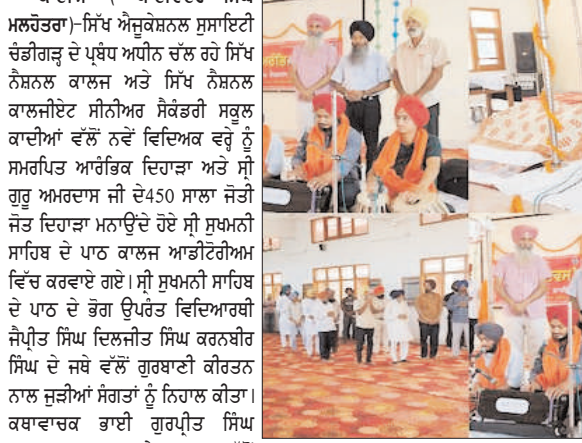 ਮਲਹੋਤਰਾ)-ਸਿੱਖ ਐਜੂਕੇਸ਼ਨਲ ਸੁਸਾਇਟੀ
ਚੰਡੀਗੜ੍ਹ ਦੇ ਪ੍ਰਬੰਧ ਅਧੀਨ ਚੱਲ ਰਹੇ ਸਿੱਖ
ਨੈਸ਼ਨਲ ਕਾਲਜ ਅਤੇ ਸਿੱਖ ਨੈਸ਼ਨਲ
ਕਾਲਜੀਏਟ ਸੀਨੀਅਰ ਸੈਕੰਡਰੀ ਸਕੂਲ
ਕਾਦੀਆਂ ਵੱਲੋਂ ਨਵੇਂ ਵਿਦਿਅਕ ਵਰ੍ਹੇ ਨੂੰ
ਸਮਰਪਿਤ ਆਰੰਭਿਕ ਦਿਹਾੜਾ ਅਤੇ ਸ੍ਰੀ
ਗੁਰੂ ਅਮਰਦਾਸ ਜੀ ਦੇ450 ਸਾਲਾ ਜੋਤੀ
ਜੋਤ ਦਿਹਾੜਾ ਮਨਾਉਂਦੇ ਹੋਏ ਸ੍ਰੀ ਸੁਖਮਨੀ
ਸਾਹਿਬ ਦੇ ਪਾਠ ਕਾਲਜ ਆਡੀਟੋਰੀਅਮ
ਵਿੱਚ ਕਰਵਾਏ ਗਏ। ਸ੍ਰੀ ਸੁਖਮਨੀ ਸਾਹਿਬ
ਦੇ ਪਾਠ ਦੇ ਭੋਗ ਉਪਰੰਤ ਵਿਦਿਆਰਥੀ
ਜੈਪ੍ਰੀਤ ਸਿੰਘ ਦਿਲਜੀਤ ਸਿੰਘ ਕਰਨਬੀਰ
ਸਿੰਘ ਦੇ ਜਥੇ ਵੱਲੋਂ ਗੁਰਬਾਣੀ ਕੀਰਤਨ
ਨਾਲ ਜੁੜੀਆਂ ਸੰਗਤਾਂ ਨੂੰ ਨਿਹਾਲ ਕੀਤਾ।
ਕਥਾਵਾਚਕ ਭਾਈ ਗੁਰਪ੍ਰੀਤ ਸਿੰਘ